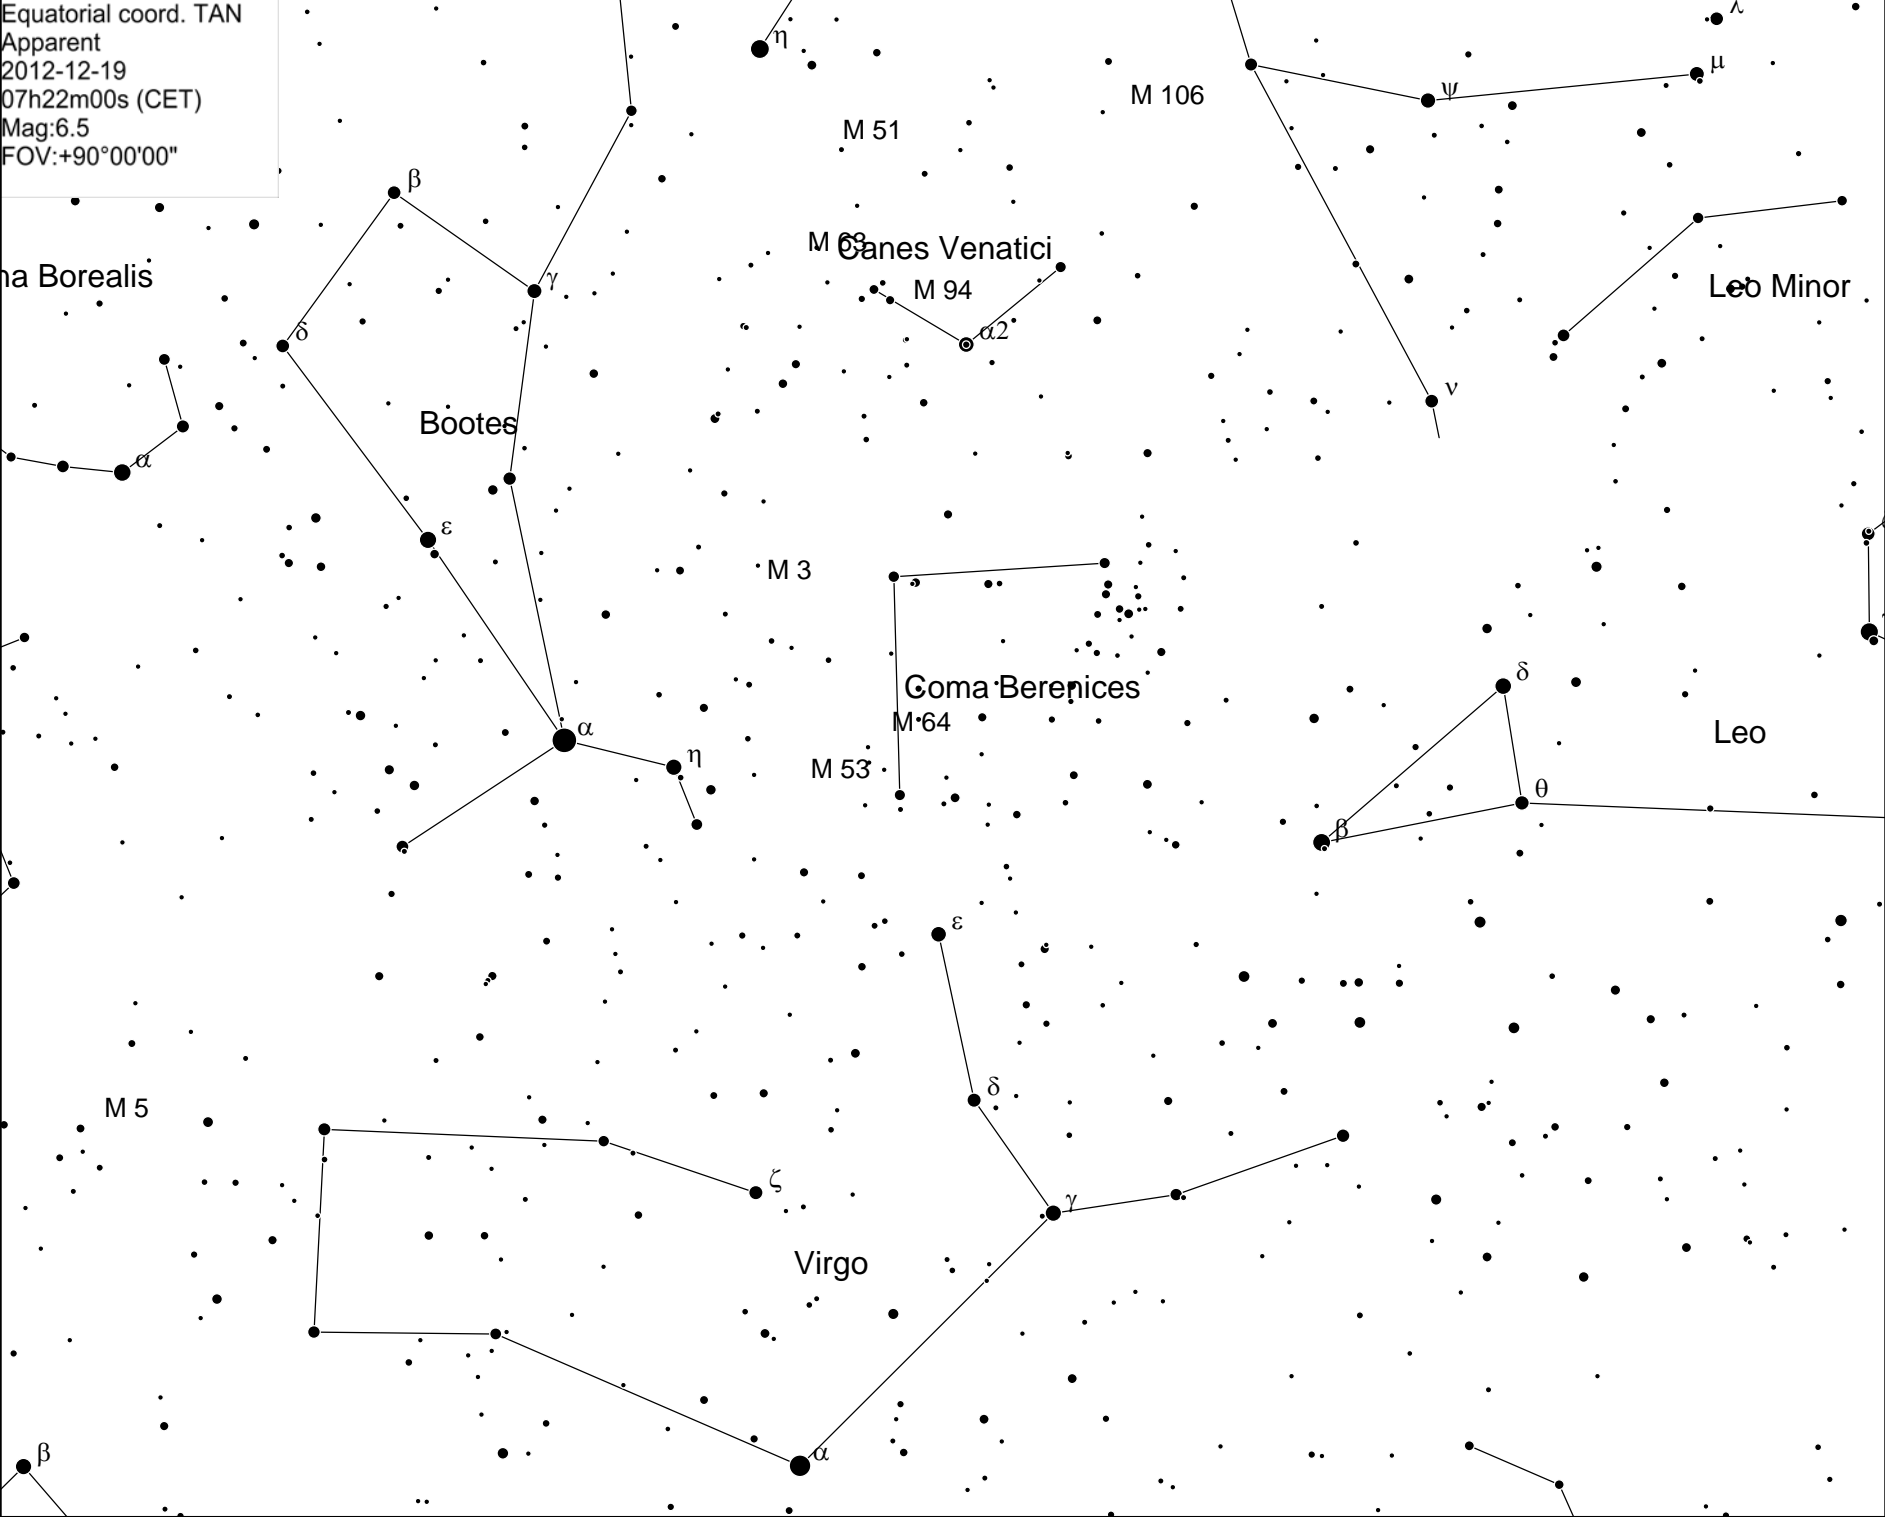 Equatorial coord. TAN
Apparent
2012-12-19
07h22m00s (CET)
Mag:6.5
FOV:+90°00'00"
λ
η
μ
ψ
M 106
M 51
β
M 63
Canes Venatici
γ
na Borealis
M 94
Leo Minor
δ
α2
ν
Bootes
α
ε
M 3
δ
Coma Berenices
M 64
α
Leo
η
M 53
θ
β
ε
δ
M 5
ζ
γ
Virgo
α
β